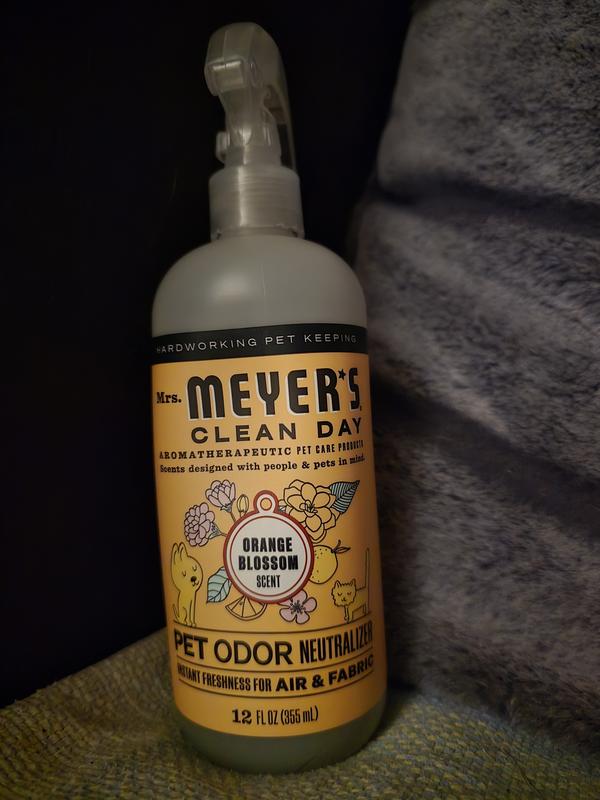 HARDWORKING PET KEEPING
Mrs. MEYER'S®
CLEAN DAY
AROMATHERAPEUTIC PET CARE PRODUCTS
Scents designed with people & pets in mind.
ORANGE
BLOSSOM
SCENT
PET ODOR NEUTRALIZER
INSTANT FRESHNESS FOR AIR & FABRIC
12 FL OZ (355 mL)